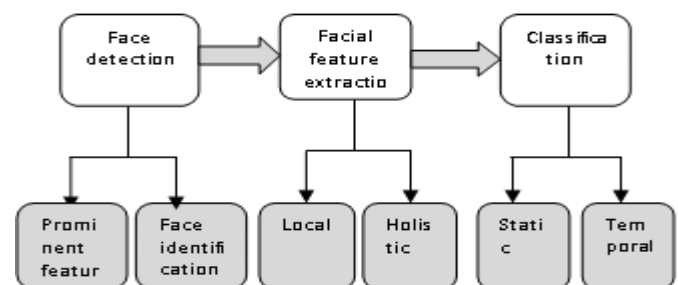 Face
detection
Facial
feature
extractio
Classifica
tion
Promi
nent
featur
Face
identifi
cation
Local
Holis
tic
Stati
c
Tem
poral